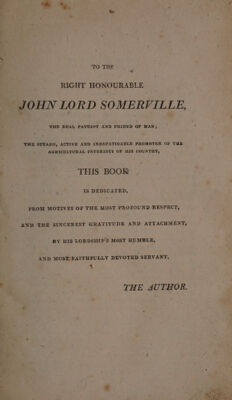 TO THE
RIGHT HONOURABLE
JOHN LORD SOMERVILLE,
THE REAL PATRIOT AND FRIEND OF MAN;
THE STEADY, ACTIVE AND INDEFATIGABLE PROMOTER OF THE
AGRICULTURAL INTERESTS OF HIS COUNTRY,
THIS BOOK
IS DEDICATED,
FROM MOTIVES OF THE MOST PROFOUND RESPECT,
AND THE SINCEREST GRATITUDE AND ATTACHMENT,
BY HIS LORDSHIP'S MOST HUMBLE,
AND MOST FAITHFULLY DEVOTED SERVANT,
THE AUTHOR.